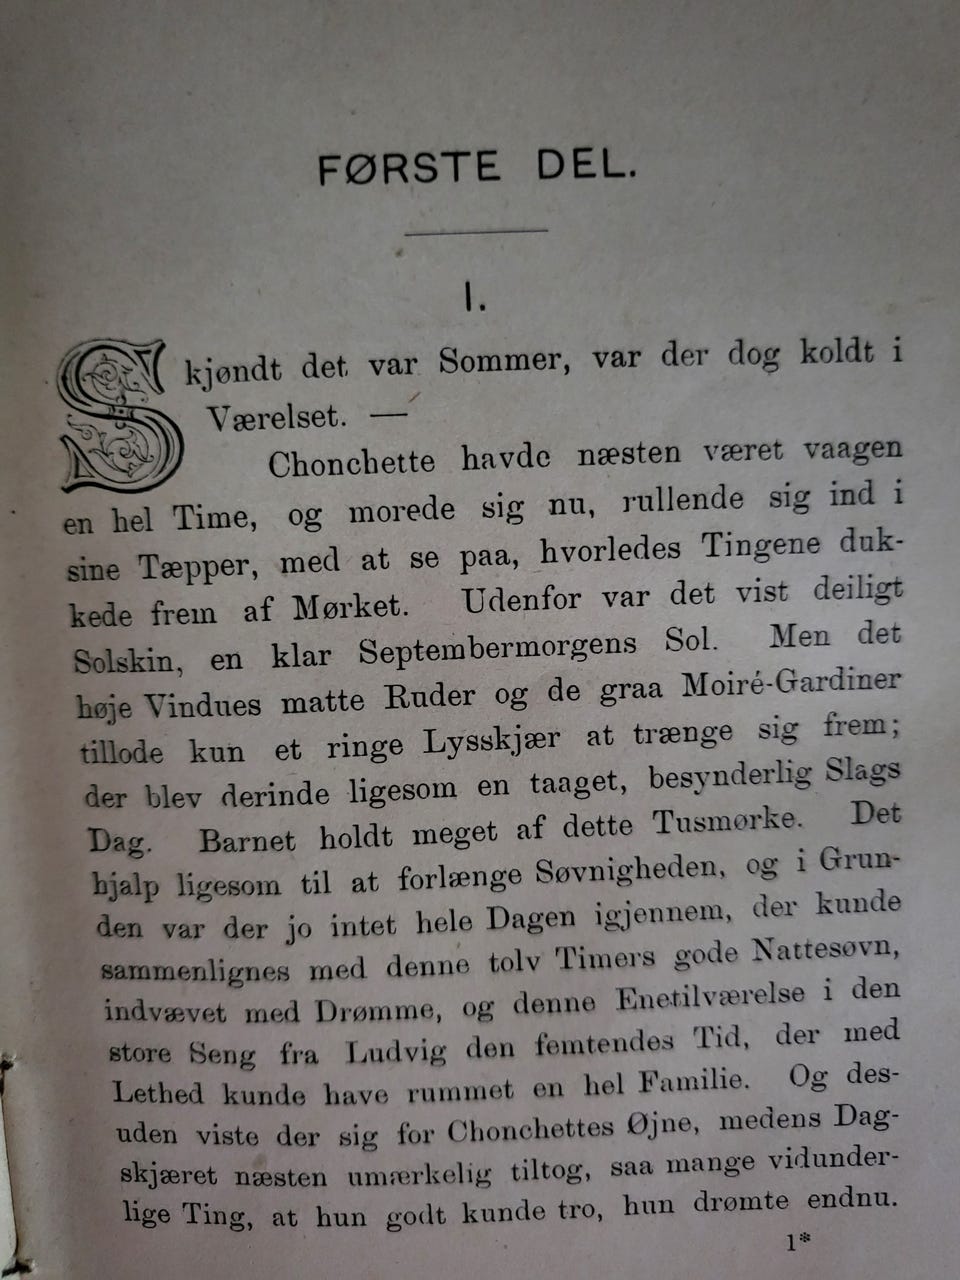 FØRSTE DEL.
I.
Skjøndt det var Sommer, var der dog koldt i
Værelset. —
Chonchette havde næsten været vaagen
en hel Time, og morede sig nu, rullende sig ind i
sine Tæpper, med at se paa, hvorledes Tingene duk-
kede frem af Mørket. Udenfor var det vist deiligt
Solskin, en klar Septembermorgens Sol. Men det
høje Vindues matte Ruder og de graa Moiré-Gardiner
tillode kun et ringe Lysskjær at trænge sig frem;
der blev derinde ligesom en taaget, besynderlig Slags
Dag. Barnet holdt meget af dette Tusmørke. Det
hjalp ligesom til at forlænge Søvnigheden, og i Grun-
den var der jo intet hele Dagen igjennem, der kunde
sammenlignes med denne tolv Timers gode Nattesøvn,
indvævet med Drømme, og denne Enetilværelse i den
store Seng fra Ludvig den femtendes Tid, der med
Lethed kunde have rummet en hel Familie. Og des-
uden viste der sig for Chonchettes Øjne, medens Dag-
skjæret næsten umærkelig tiltog, saa mange vidunder-
lige Ting, at hun godt kunde tro, hun drømte endnu.
1*